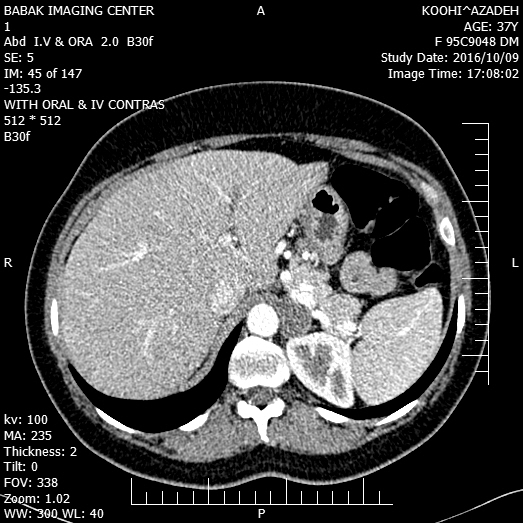 BABAK IMAGING CENTER
1
Abd I.V & ORA 2.0 B30f
SE: 5
IM: 45 of 147
-135.3
WITH ORAL & IV CONTRAS
512 * 512
B30f
A
KOOHI^AZADEH
AGE: 37Y
F 95C9048 DM
Study Date: 2016/10/09
Image Time: 17:08:02
R
L
kv: 100
MA: 235
Thickness: 2
Tilt: 0
FOV: 338
Zoom: 1.02
WW: 300 WL: 40
P